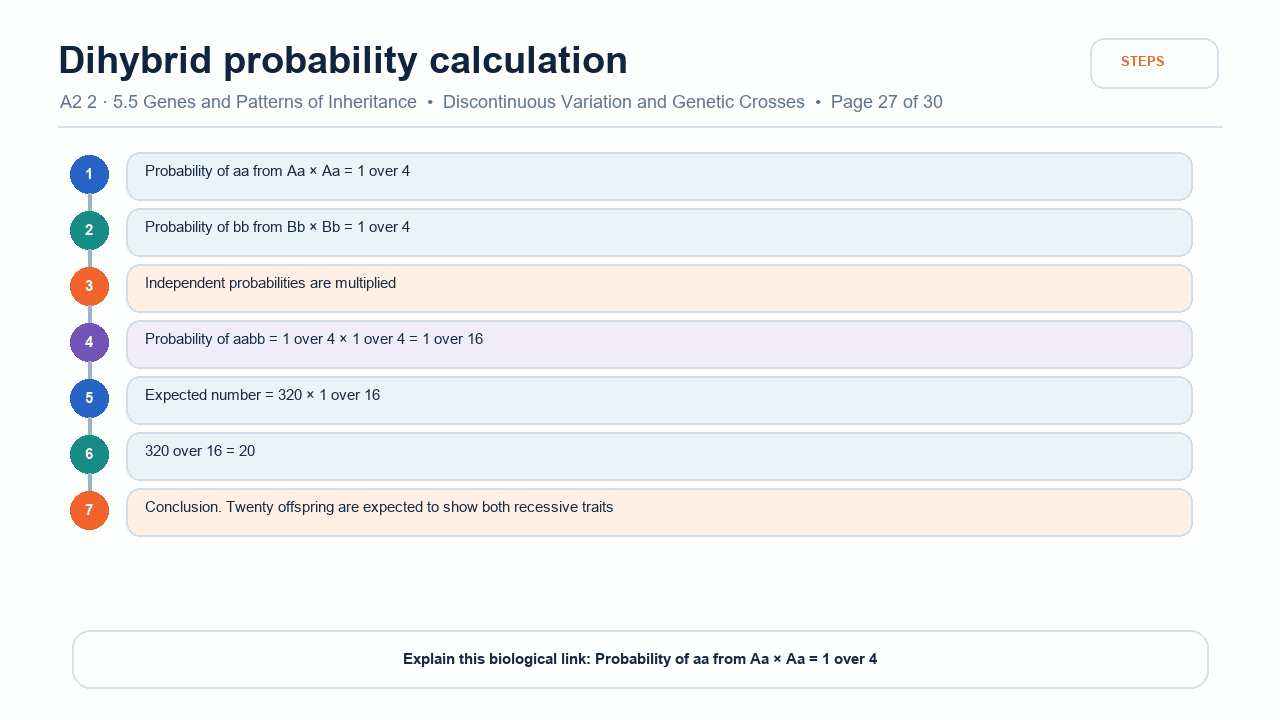 Dihybrid probability calculation
STEPS
A2 2 · 5.5 Genes and Patterns of Inheritance • Discontinuous Variation and Genetic Crosses • Page 27 of 30
1 Probability of aa from Aa × Aa = 1 over 4
2 Probability of bb from Bb × Bb = 1 over 4
3 Independent probabilities are multiplied
4 Probability of aabb = 1 over 4 × 1 over 4 = 1 over 16
5 Expected number = 320 × 1 over 16
6 320 over 16 = 20
7 Conclusion. Twenty offspring are expected to show both recessive traits
Explain this biological link: Probability of aa from Aa × Aa = 1 over 4